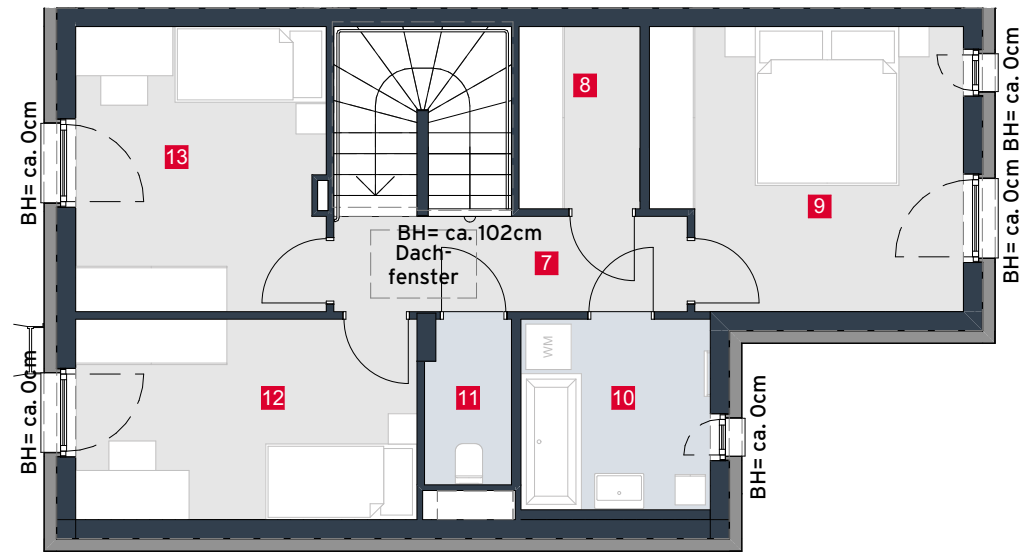 8
13
9
BH= ca. 0cm
BH= ca. 0cm
BH= ca. 0cm
BH= ca. 102cm
Dach-
fenster
7
WM
12
11
10
BH= ca. 0cm
BH= ca. 0cm